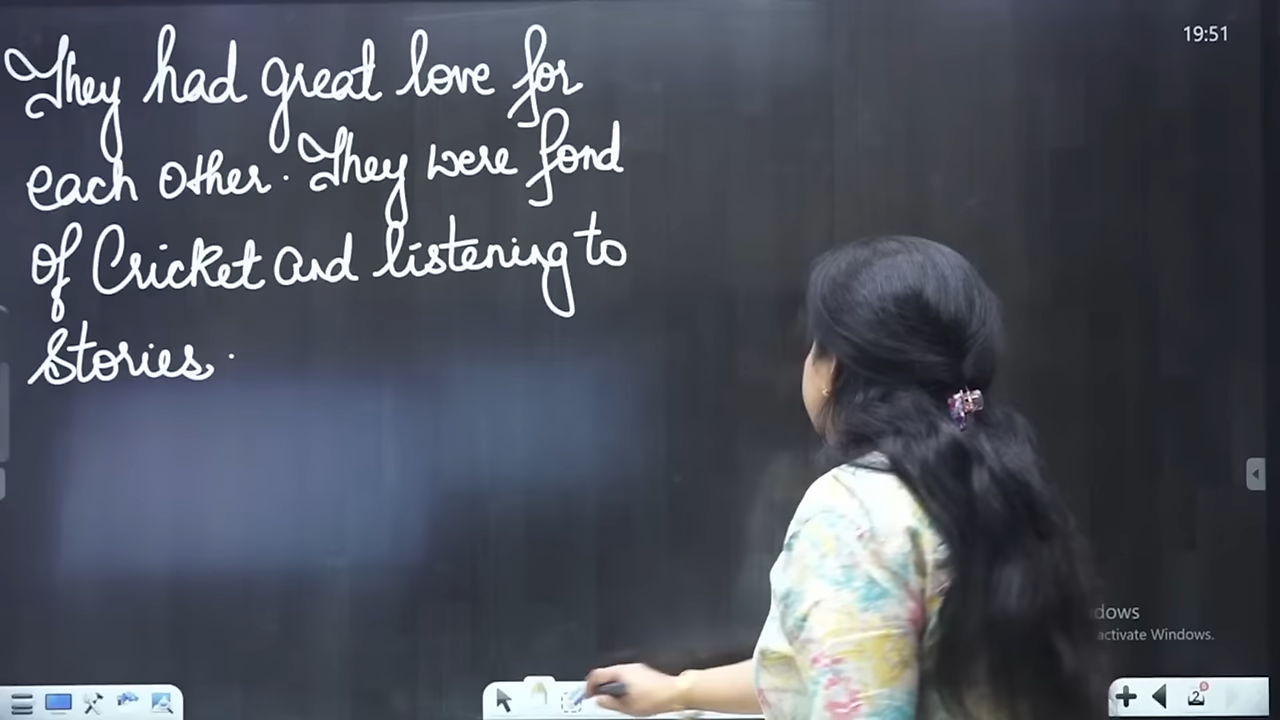 They had great love for
each other. They were fond
of Cricket and listening to
Stories.
19:51
dows
activate Windows.
2